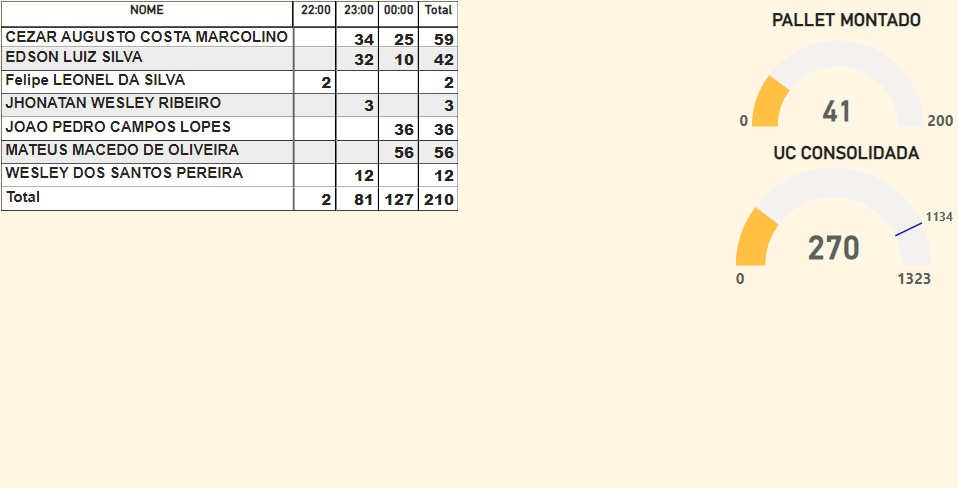 NOME 22:00 23:00 00:00 Total
CEZAR AUGUSTO COSTA MARCOLINO 34 25 59
EDSON LUIZ SILVA 32 10 42
Felipe LEONEL DA SILVA 2 2
JHONATAN WESLEY RIBEIRO 3 3
JOAO PEDRO CAMPOS LOPES 36 36
MATEUS MACEDO DE OLIVEIRA 56 56
WESLEY DOS SANTOS PEREIRA 12 12
Total 2 81 127 210
PALLET MONTADO
41
0 200
UC CONSOLIDADA
1134
270
0 1323